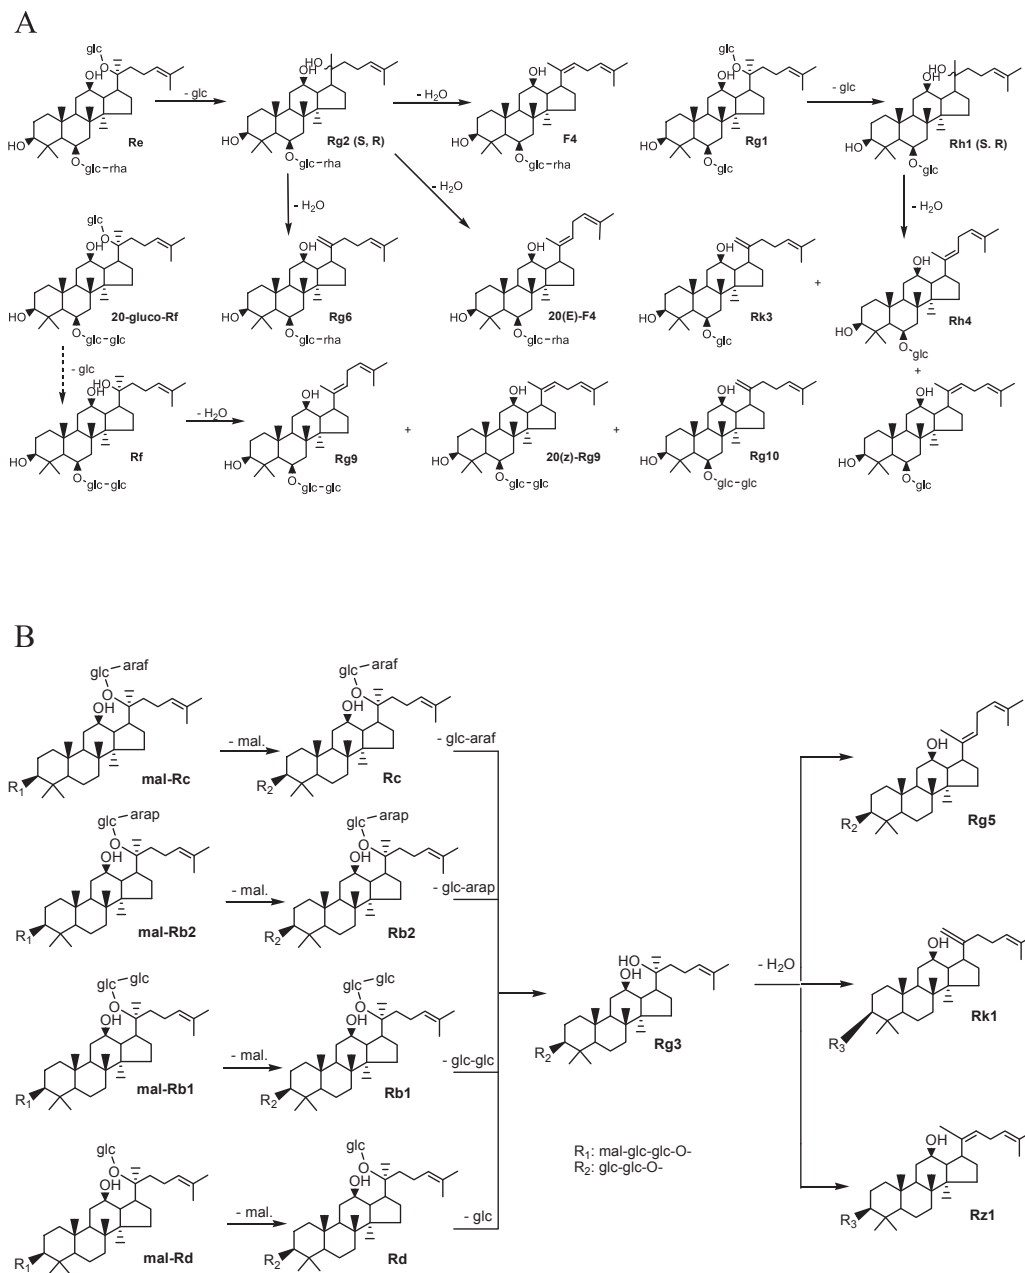 A
glc
O
OH
HO
O
glc-rha
Re
- glc
HO
OH
HO
O
glc-rha
Rg2 (S, R)
- H2O
OH
HO
O
glc-rha
F4
glc
O
OH
HO
O
glc
Rg1
- glc
HO
OH
HO
O
glc
Rh1 (S. R)
- H2O
- H2O
- H2O
glc
O
OH
HO
20-gluco-Rf
O
glc-glc
OH
HO
Rg6
O
glc-rha
OH
HO
20(E)-F4
O
glc-rha
OH
HO
Rk3
O
glc
+
OH
HO
Rh4
O
glc
- glc
HO
OH
HO
Rf
O
glc-glc
- H2O
OH
HO
Rg9
O
glc-glc
+
OH
HO
20(z)-Rg9
O
glc-glc
+
OH
HO
Rg10
O
glc-glc
+
OH
HO
O
glc
B
glc araf
O
OH
R1
mal-Rc
- mal.
glc araf
O
OH
R2
Rc
- glc-araf
glc arap
O
OH
R1
mal-Rb2
- mal.
glc arap
O
OH
R2
Rb2
- glc-arap
glc glc
O
OH
R1
mal-Rb1
- mal.
glc glc
O
OH
R2
Rb1
- glc-glc
glc
O
OH
R1
mal-Rd
- mal.
glc
O
OH
R2
Rd
- glc
HO
OH
R2
Rg3
- H2O
R1: mal-glc-glc-O-
R2: glc-glc-O-
OH
R2
Rg5
OH
R3
Rk1
OH
R3
Rz1